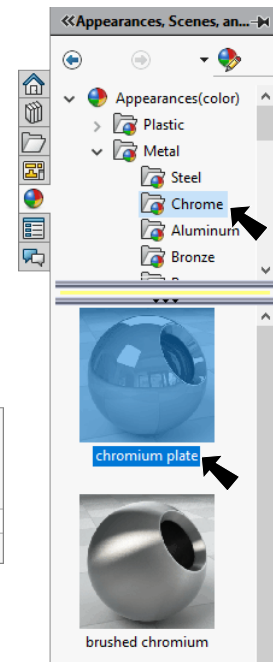 Appearances, Scenes, an...
Appearances(color)
Plastic
Metal
Steel
Chrome
Aluminum
Bronze
chromium plate
brushed chromium